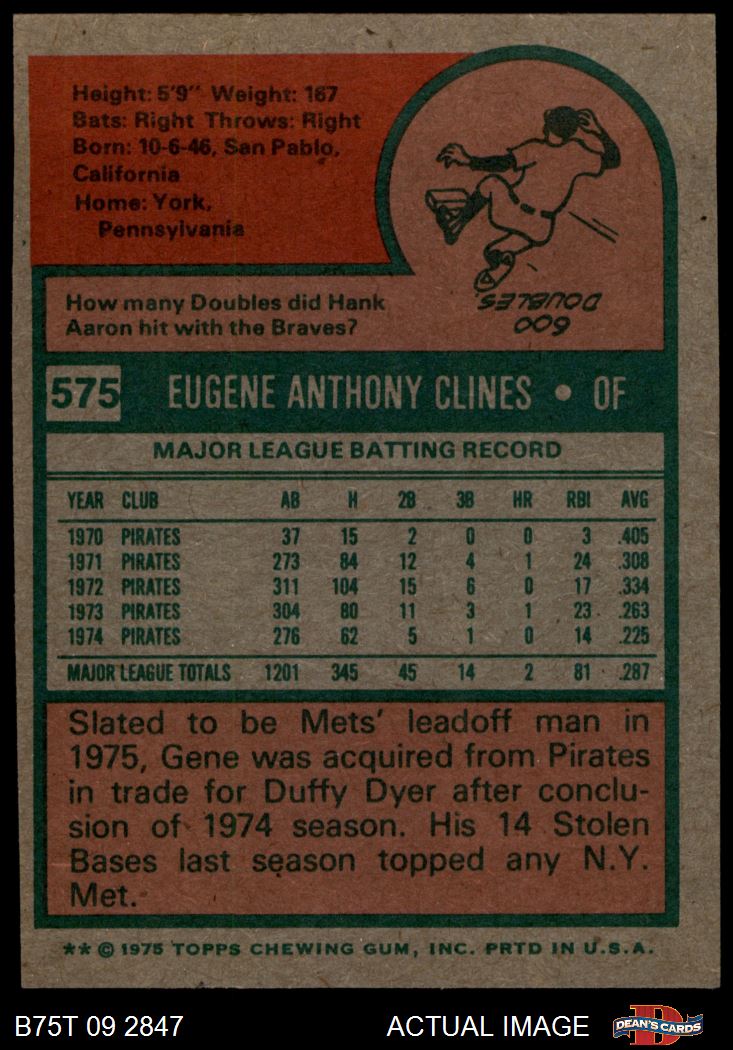 Height: 5'9" Weight: 167
Bats: Right Throws: Right
Born: 10-6-46, San Pablo,
California
Home: York,
Pennsylvania
How many Doubles did Hank
Aaron hit with the Braves?
600
DOUBLES.
575 EUGENE ANTHONY CLINES • OF
MAJOR LEAGUE BATTING RECORD
YEAR CLUB AB H 2B 3B HR RBI AVG
1970 PIRATES 37 15 2 0 0 3 .405
1971 PIRATES 273 84 12 4 1 24 .308
1972 PIRATES 311 104 15 6 0 17 .334
1973 PIRATES 304 80 11 3 1 23 .263
1974 PIRATES 276 62 5 1 0 14 .225
MAJOR LEAGUE TOTALS 1201 345 45 14 2 81 .287
Slated to be Mets' leadoff man in
1975, Gene was acquired from Pirates
in trade for Duffy Dyer after conclu-
sion of 1974 season. His 14 Stolen
Bases last season topped any N.Y.
Met.
** © 1975 TOPPS CHEWING GUM, INC. PRTD IN U.S.A.
B75T 09 2847 ACTUAL IMAGE DEAN'S CARDS